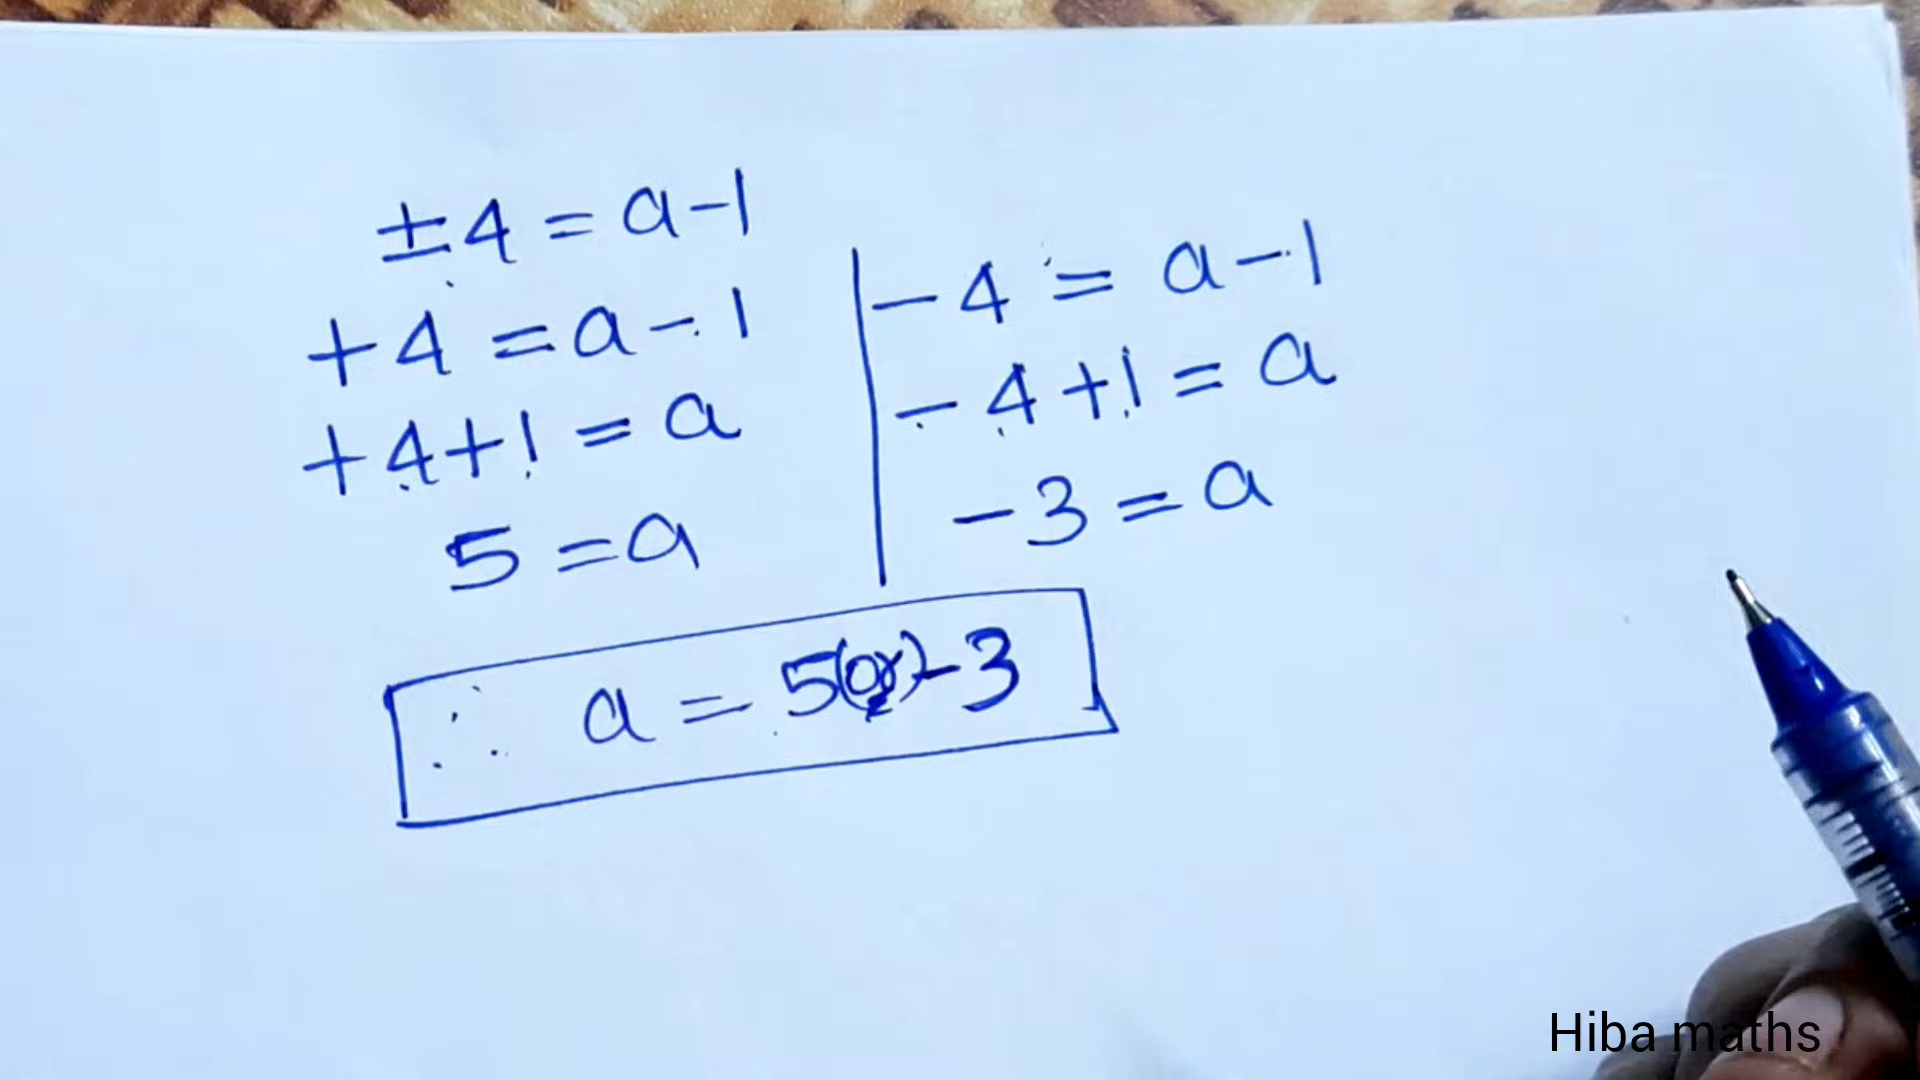 ±4 = a-1
+4 = a-1
+4+1 = a
5 = a
-4 = a-1
-4+1 = a
-3 = a
∴ a = 5(or)-3
Hiba maths